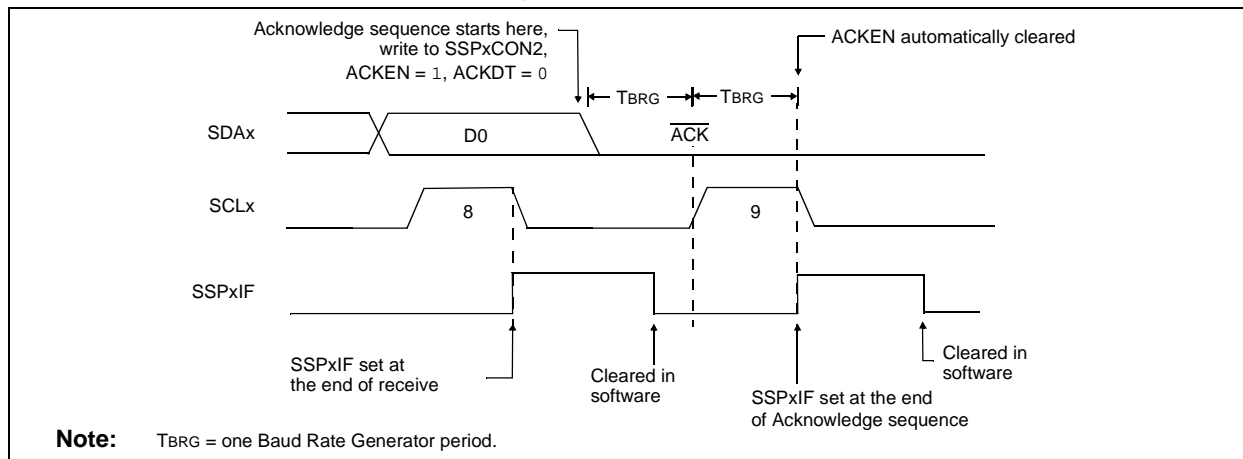 Acknowledge sequence starts here,
write to SSPxCON2,
ACKEN = 1, ACKDT = 0
ACKEN automatically cleared
TBRG
TBRG
SDAx
D0
ACK
SCLx
8
9
SSPxIF
SSPxIF set at
the end of receive
Cleared in
software
SSPxIF set at the end
of Acknowledge sequence
Cleared in
software
Note: TBRG = one Baud Rate Generator period.